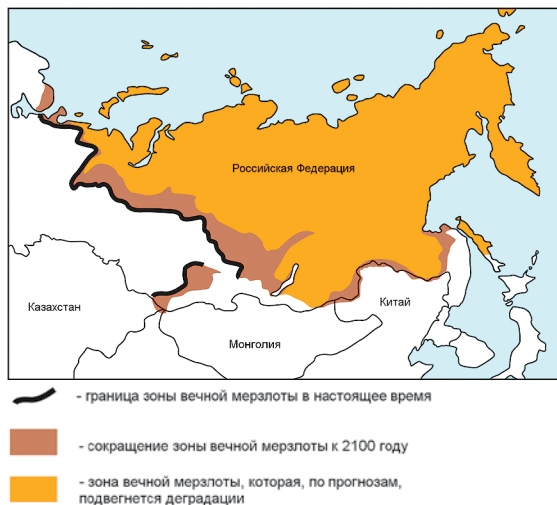 Российская Федерация
Казахстан
Китай
Монголия
- граница зоны вечной мерзлоты в настоящее время
- сокращение зоны вечной мерзлоты к 2100 году
- зона вечной мерзлоты, которая, по прогнозам,
подвегнется деградации